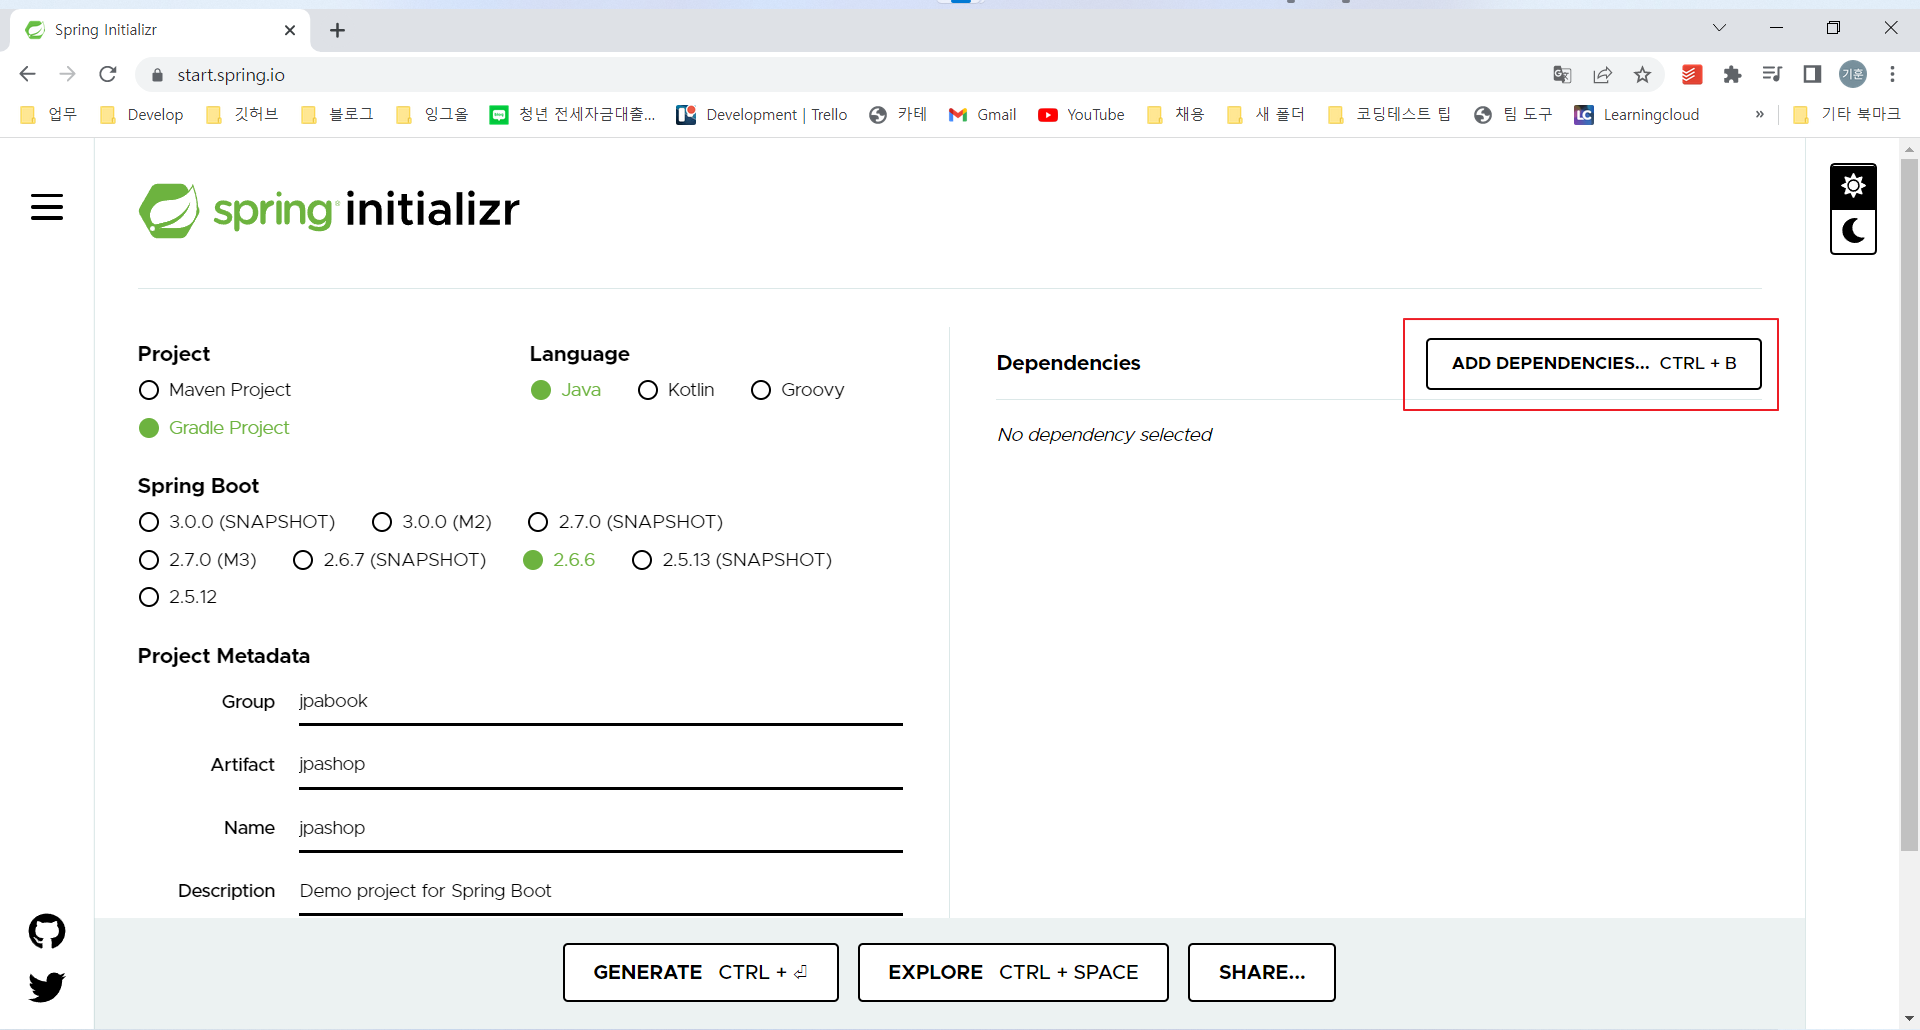 Spring Initializr
start.spring.io
기훈
업무 Develop 깃허브 블로그 잉그을 청년 전세자금대출... Development | Trello 카테 Gmail YouTube 채용 새 폴더 코딩테스트 팁 팀 도구 LC Learningcloud » 기타 북마크
spring initializr
Project
Maven Project
Gradle Project
Language
Java Kotlin Groovy
Spring Boot
3.0.0 (SNAPSHOT) 3.0.0 (M2) 2.7.0 (SNAPSHOT)
2.7.0 (M3) 2.6.7 (SNAPSHOT) 2.6.6 2.5.13 (SNAPSHOT)
2.5.12
Project Metadata
Group jpabook
Artifact jpashop
Name jpashop
Description Demo project for Spring Boot
Dependencies
ADD DEPENDENCIES... CTRL + B
No dependency selected
GENERATE CTRL + ⏎
EXPLORE CTRL + SPACE
SHARE...